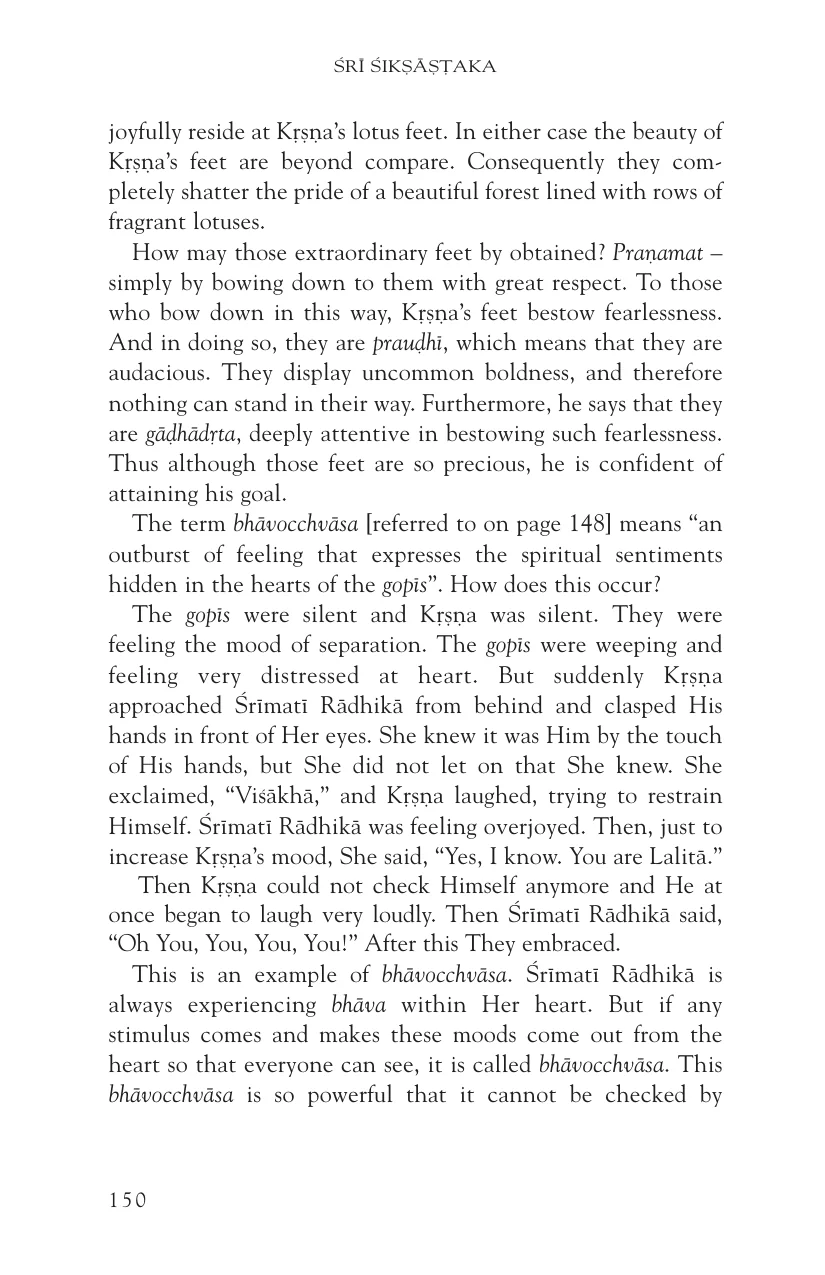 ŚRĪ ŚIKṢĀṢṬAKA
joyfully reside at Kṛṣṇa’s lotus feet. In either case the beauty of
Kṛṣṇa’s feet are beyond compare. Consequently they com-
pletely shatter the pride of a beautiful forest lined with rows of
fragrant lotuses.
How may those extraordinary feet by obtained? Praṇamat –
simply by bowing down to them with great respect. To those
who bow down in this way, Kṛṣṇa’s feet bestow fearlessness.
And in doing so, they are prauḍhī, which means that they are
audacious. They display uncommon boldness, and therefore
nothing can stand in their way. Furthermore, he says that they
are gāḍhādṛta, deeply attentive in bestowing such fearlessness.
Thus although those feet are so precious, he is confident of
attaining his goal.
The term bhāvocchvāsa [referred to on page 148] means “an
outburst of feeling that expresses the spiritual sentiments
hidden in the hearts of the gopīs”. How does this occur?
The gopīs were silent and Kṛṣṇa was silent. They were
feeling the mood of separation. The gopīs were weeping and
feeling very distressed at heart. But suddenly Kṛṣṇa
approached Śrīmatī Rādhikā from behind and clasped His
hands in front of Her eyes. She knew it was Him by the touch
of His hands, but She did not let on that She knew. She
exclaimed, “Viśākhā,” and Kṛṣṇa laughed, trying to restrain
Himself. Śrīmatī Rādhikā was feeling overjoyed. Then, just to
increase Kṛṣṇa’s mood, She said, “Yes, I know. You are Lalitā.”
Then Kṛṣṇa could not check Himself anymore and He at
once began to laugh very loudly. Then Śrīmatī Rādhikā said,
“Oh You, You, You, You!” After this They embraced.
This is an example of bhāvocchvāsa. Śrīmatī Rādhikā is
always experiencing bhāva within Her heart. But if any
stimulus comes and makes these moods come out from the
heart so that everyone can see, it is called bhāvocchvāsa. This
bhāvocchvāsa is so powerful that it cannot be checked by
150